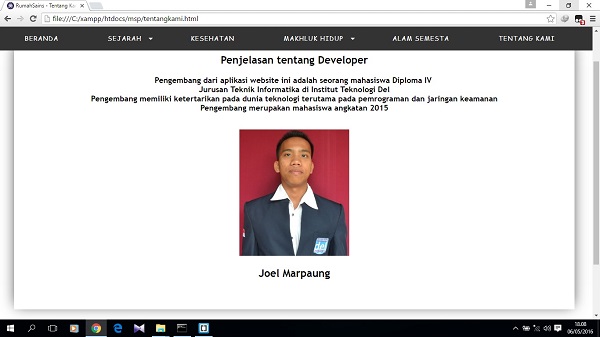 RumahSains - Tentang Ka
file:///C:/xampp/htdocs/msp/tentangkami.html
BERANDA
SEJARAH
KESEHATAN
MAKHLUK HIDUP
ALAM SEMESTA
TENTANG KAMI
Penjelasan tentang Developer
Pengembang dari aplikasi website ini adalah seorang mahasiswa Diploma IV
Jurusan Teknik Informatika di Institut Teknologi Del
Pengembang memiliki ketertarikan pada dunia teknologi terutama pada pemrograman dan jaringan keamanan
Pengembang merupakan mahasiswa angkatan 2015
del
Joel Marpaung
18.08
06/05/2016